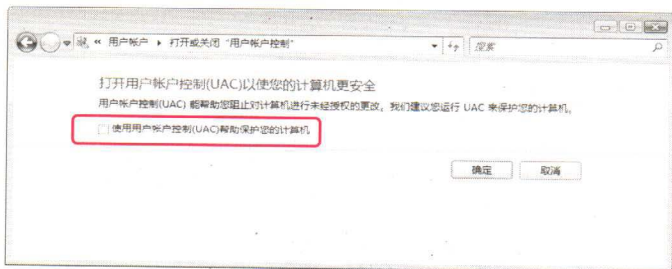 « 用户帐户 ▸ 打开或关闭“用户帐户控制”
搜索
打开用户帐户控制(UAC)以使您的计算机更安全
用户帐户控制(UAC) 能帮助您阻止对计算机进行未经授权的更改。我们建议您运行 UAC 来保护您的计算机。
使用用户帐户控制(UAC)帮助保护您的计算机
确定
取消